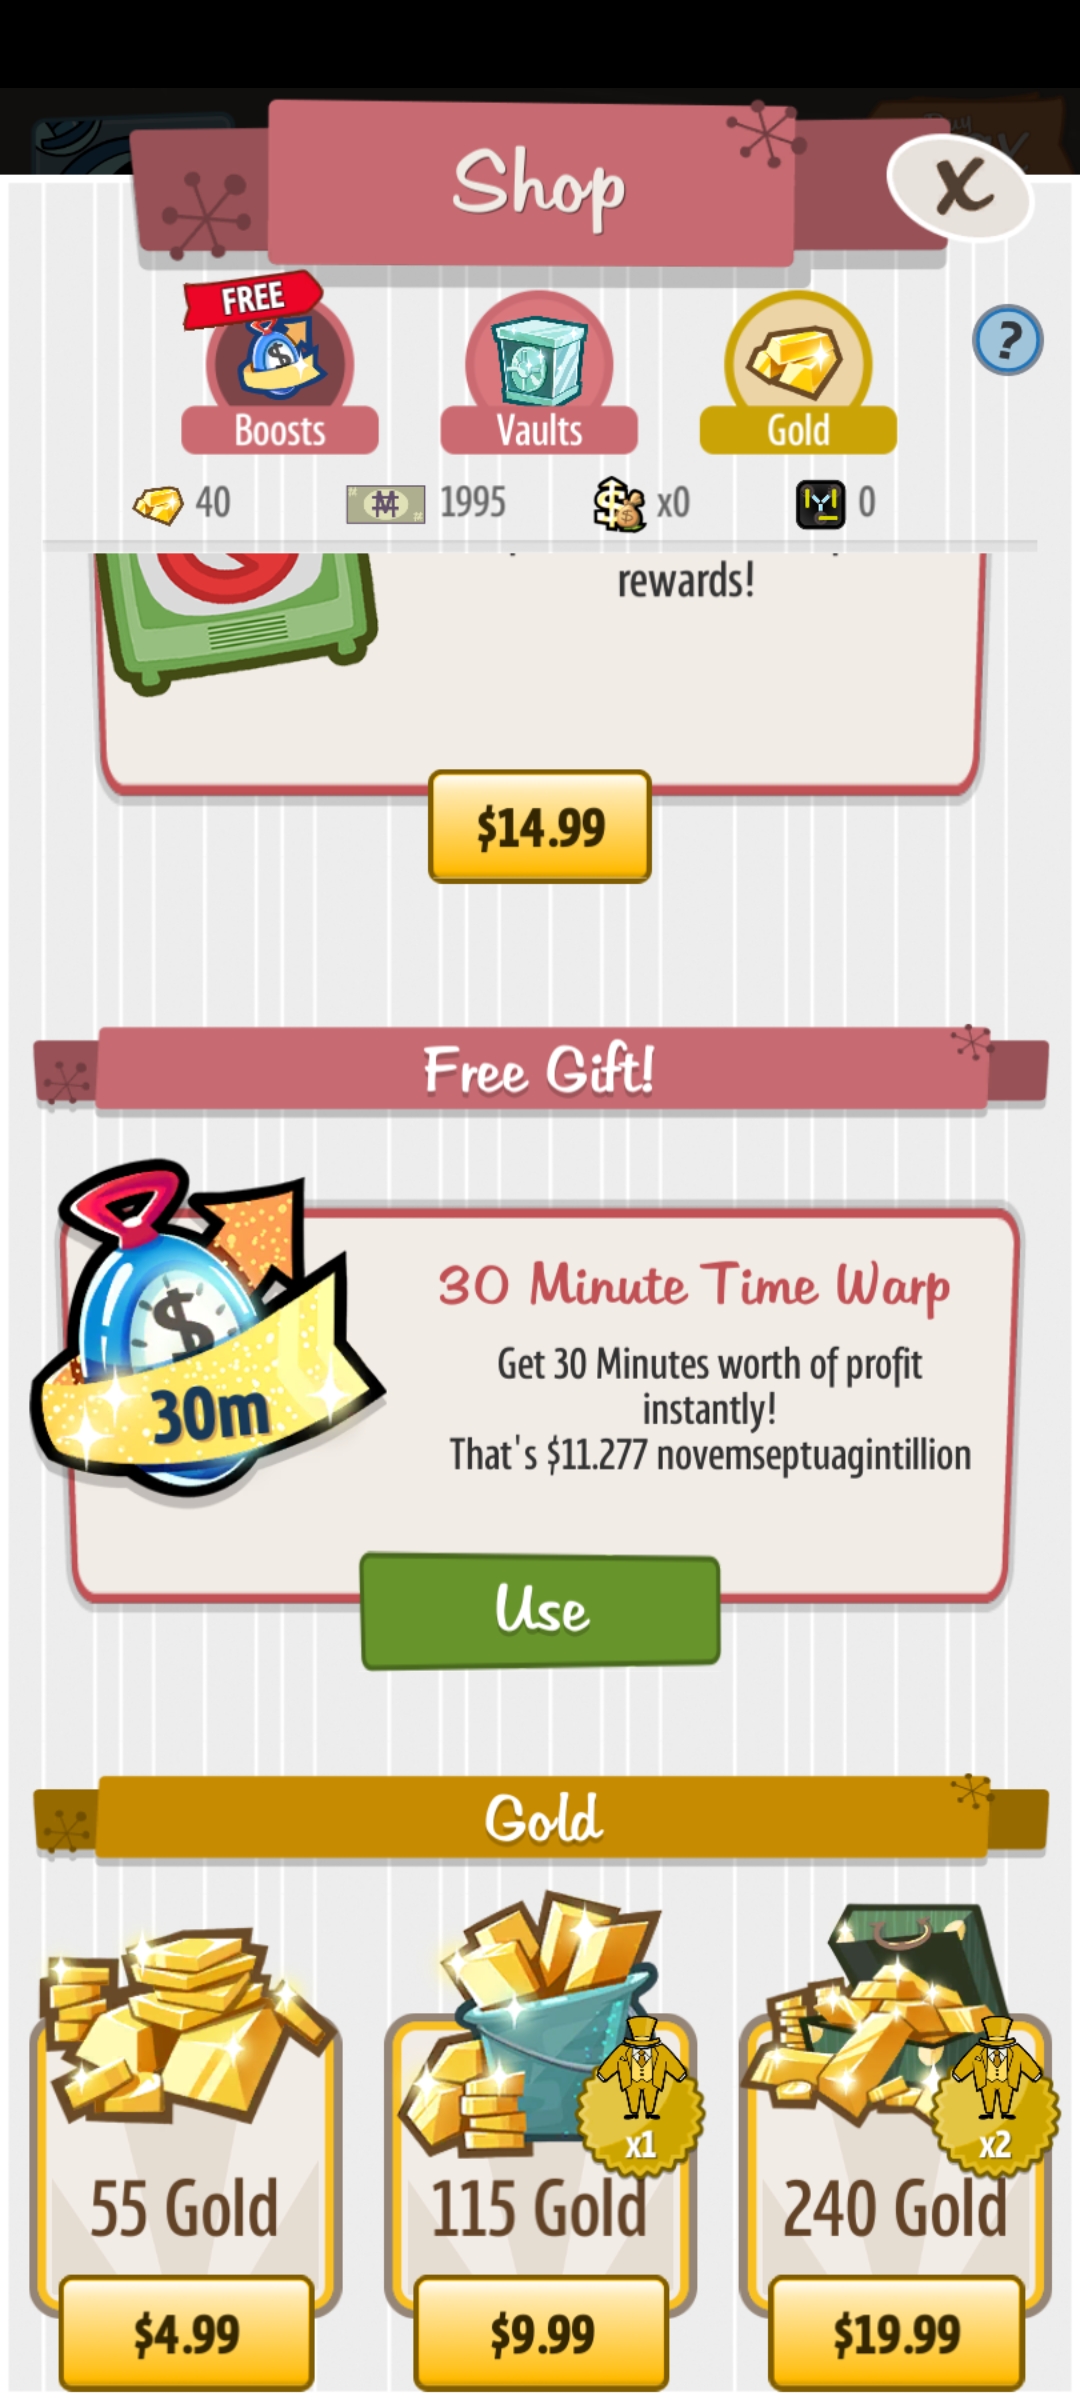 Shop
X
FREE
Boosts
Vaults
Gold
?
40
1995
x0
0
rewards!
$14.99
Free Gift!
30 Minute Time Warp
Get 30 Minutes worth of profit
instantly!
That's $11.277 novemseptuagintillion
$
30m
Use
Gold
x1
x2
55 Gold
115 Gold
240 Gold
$4.99
$9.99
$19.99